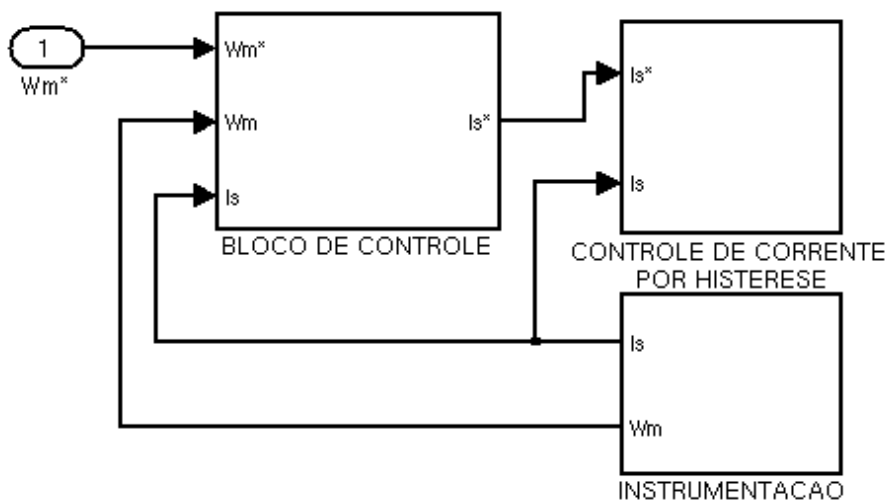 1
Wm*
Wm*
Wm
Is
Is*
BLOCO DE CONTROLE
Is*
Is
CONTROLE DE CORRENTE
POR HISTERESE
Is
Wm
INSTRUMENTACAO